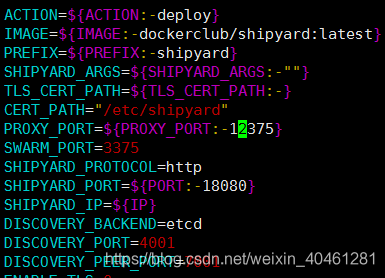 ACTION=${ACTION:-deploy}
IMAGE=${IMAGE:-dockerclub/shipyard:latest}
PREFIX=${PREFIX:-shipyard}
SHIPYARD_ARGS=${SHIPYARD_ARGS:-""}
TLS_CERT_PATH=${TLS_CERT_PATH:-}
CERT_PATH="/etc/shipyard"
PROXY_PORT=${PROXY_PORT:-12375}
SWARM_PORT=3375
SHIPYARD_PROTOCOL=http
SHIPYARD_PORT=${PORT:-18080}
SHIPYARD_IP=${IP}
DISCOVERY_BACKEND=etcd
DISCOVERY_PORT=4001
DISCOVERY_PEER_PORT=7001
https://blog.csdn.net/weixin_40461281